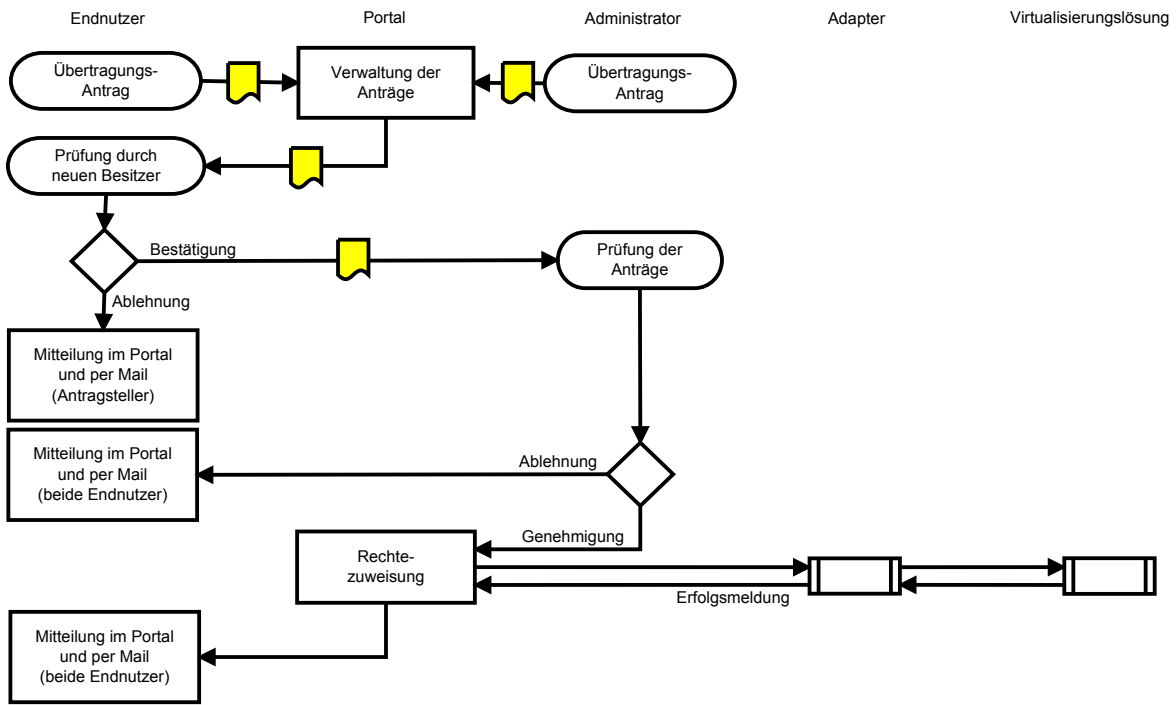 Endnutzer
Portal
Administrator
Adapter
Virtualisierungslösung
Übertragungs-
Antrag
Verwaltung der
Anträge
Übertragungs-
Antrag
Prüfung durch
neuen Besitzer
Bestätigung
Prüfung der
Anträge
Ablehnung
Mitteilung im Portal
und per Mail
(Antragsteller)
Mitteilung im Portal
und per Mail
(beide Endnutzer)
Ablehnung
Genehmigung
Rechte-
zuweisung
Erfolgsmeldung
Mitteilung im Portal
und per Mail
(beide Endnutzer)